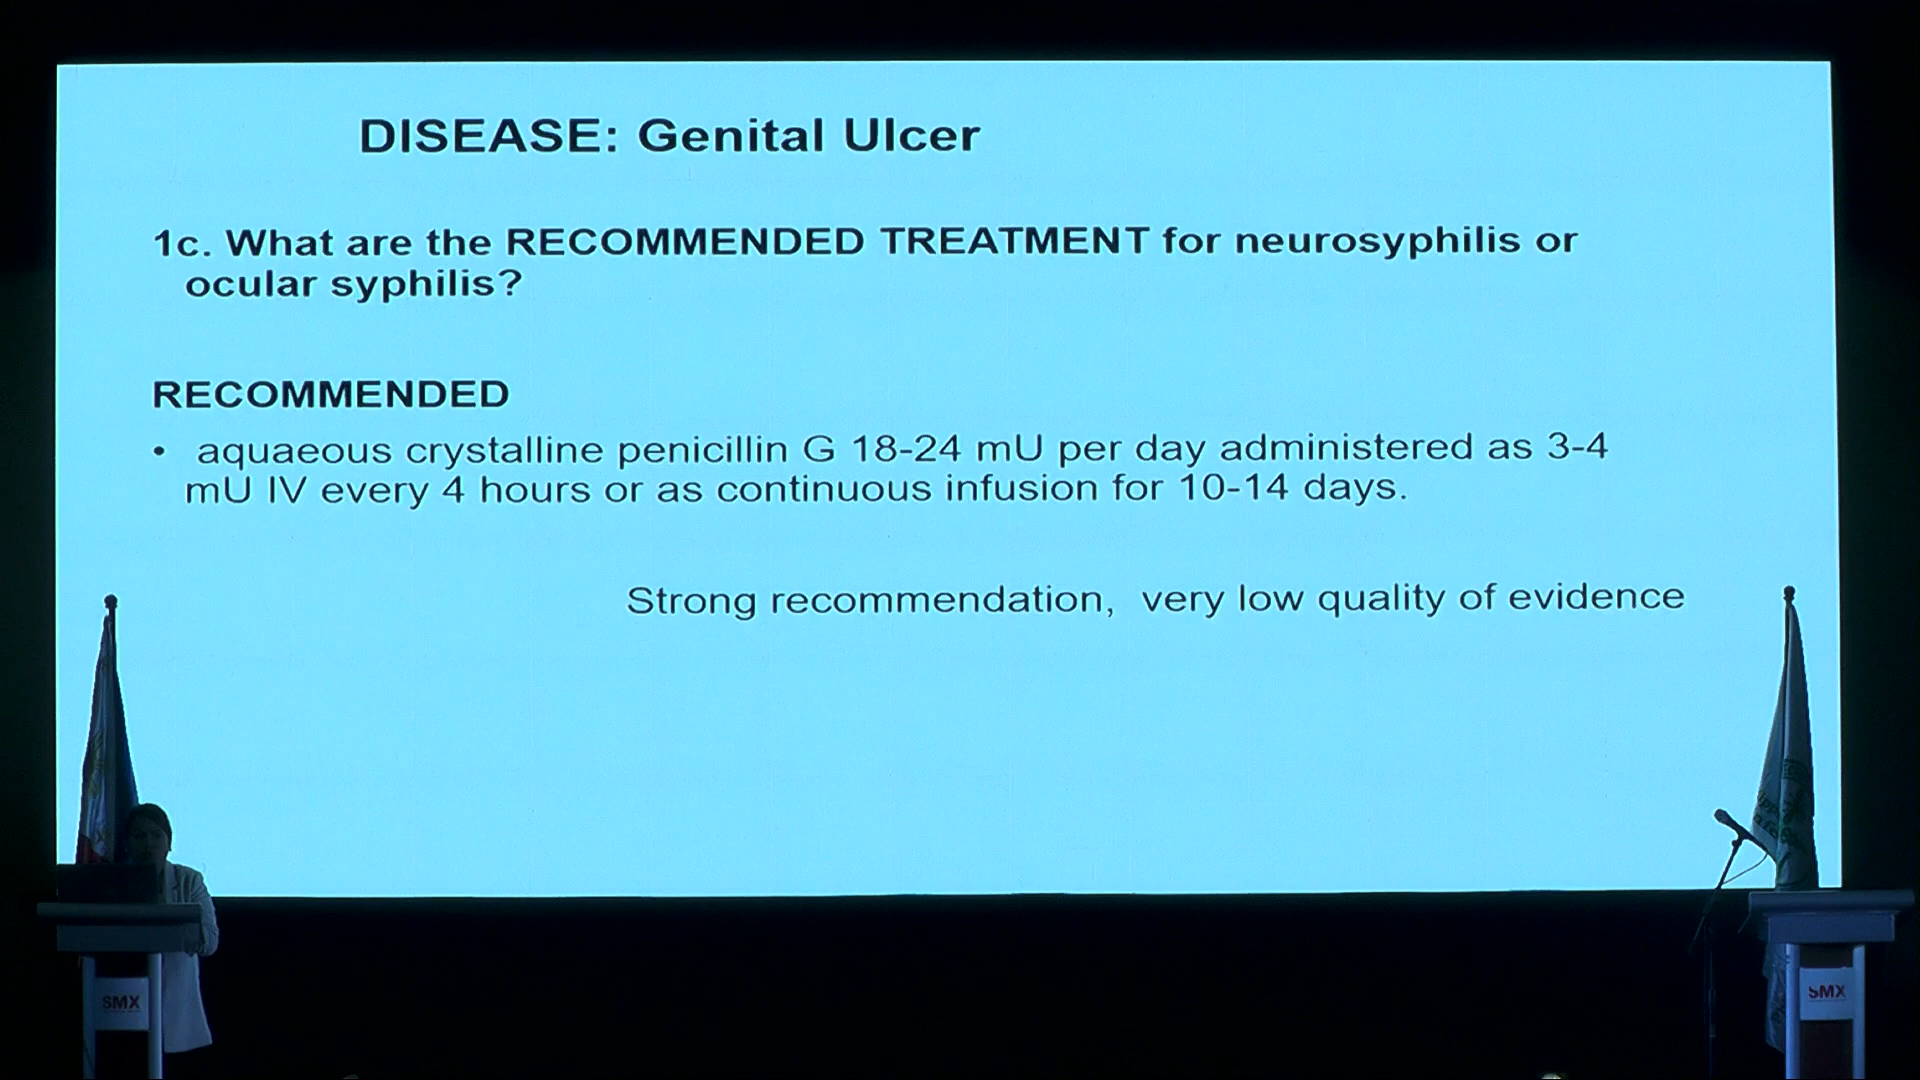 DISEASE: Genital Ulcer
1c. What are the RECOMMENDED TREATMENT for neurosyphilis or
ocular syphilis?
RECOMMENDED
• aquaeous crystalline penicillin G 18-24 mU per day administered as 3-4
mU IV every 4 hours or as continuous infusion for 10-14 days.
Strong recommendation, very low quality of evidence
SMX
SMX